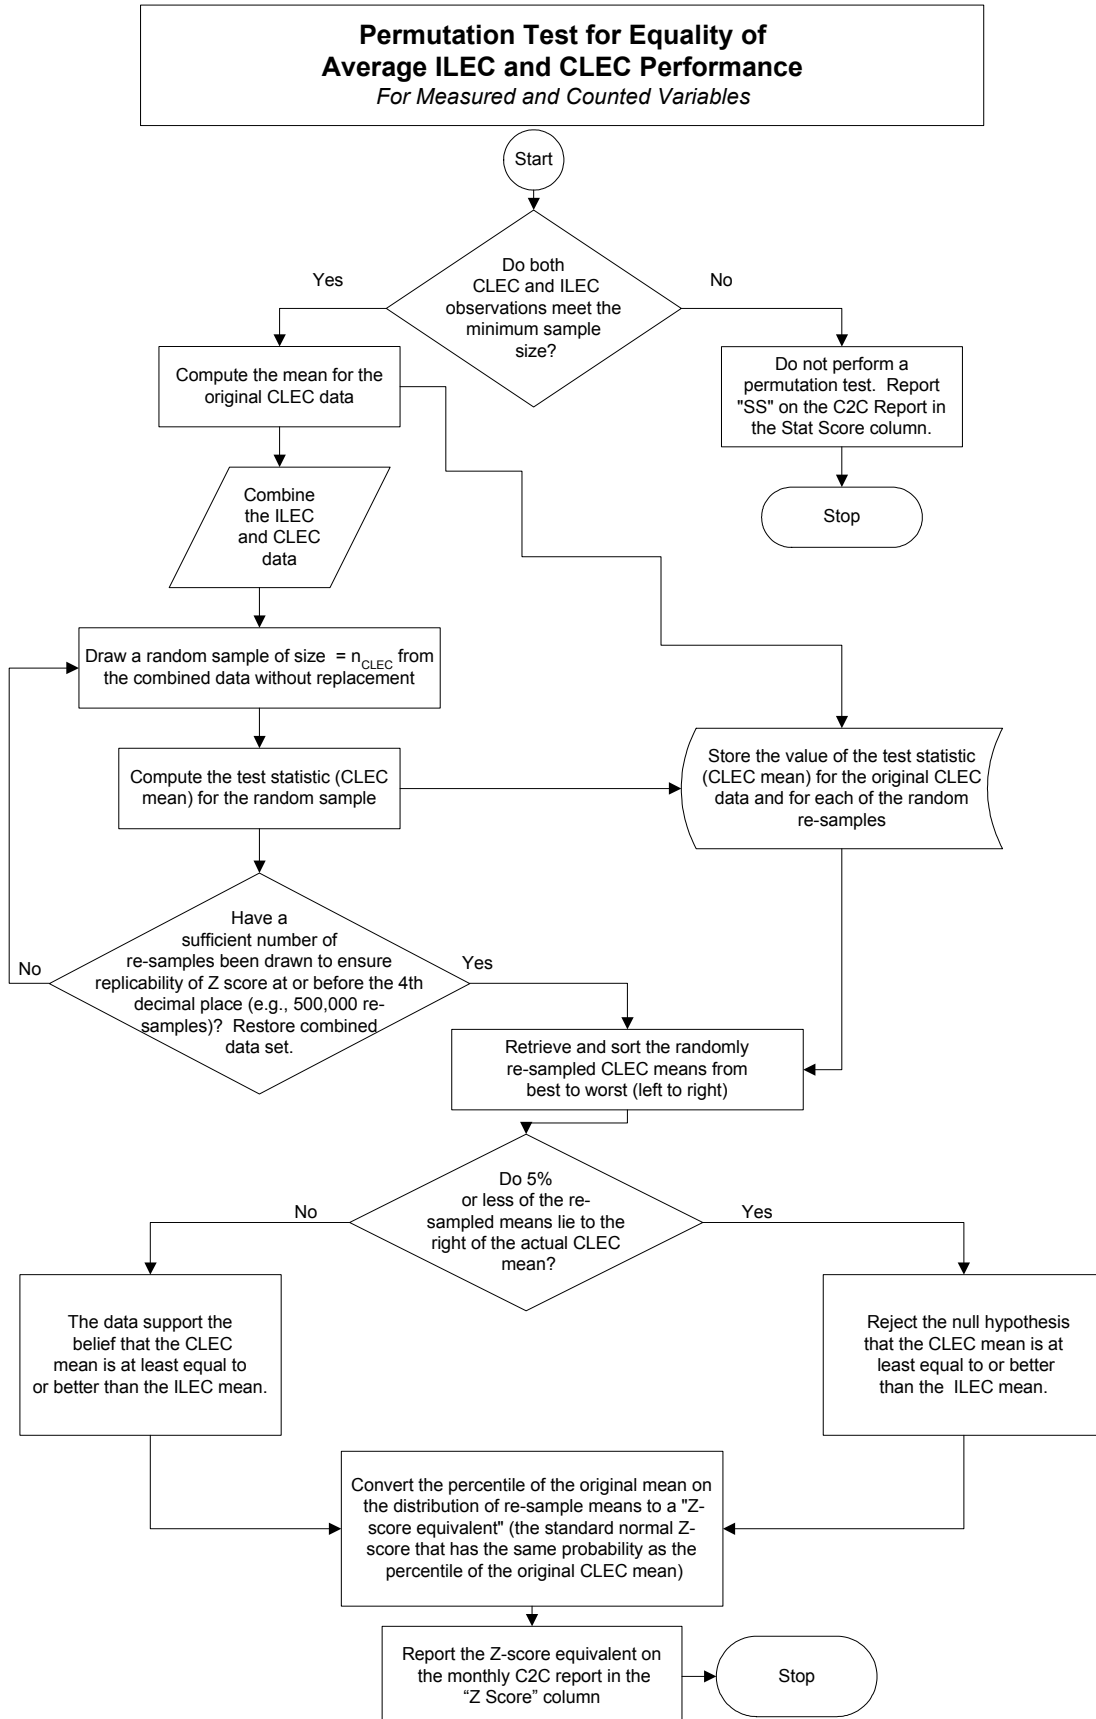 Permutation Test for Equality of
Average ILEC and CLEC Performance
For Measured and Counted Variables
Start
Do both
CLEC and ILEC
observations meet the
minimum sample
size?
Yes
No
Compute the mean for the
original CLEC data
Do not perform a
permutation test.  Report
"SS" on the C2C Report in
the Stat Score column.
Combine
the ILEC
and CLEC
data
Stop
Draw a random sample of size  = nCLEC from
the combined data without replacement
Compute the test statistic (CLEC
mean) for the random sample
Store the value of the test statistic
(CLEC mean) for the original CLEC
data and for each of the random
re-samples
Have a
sufficient number of
re-samples been drawn to ensure
replicability of Z score at or before the 4th
decimal place (e.g., 500,000 re-
samples)?  Restore combined
data set.
No
Yes
Retrieve and sort the randomly
re-sampled CLEC means from
best to worst (left to right)
Do 5%
or less of the re-
sampled means lie to the
right of the actual CLEC
mean?
No
Yes
The data support the
belief that the CLEC
mean is at least equal to
or better than the ILEC mean.
Reject the null hypothesis
that the CLEC mean is at
least equal to or better
than the  ILEC mean.
Convert the percentile of the original mean on
the distribution of re-sample means to a "Z-
score equivalent" (the standard normal Z-
score that has the same probability as the
percentile of the original CLEC mean)
Report the Z-score equivalent on
the monthly C2C report in the
“Z Score” column
Stop